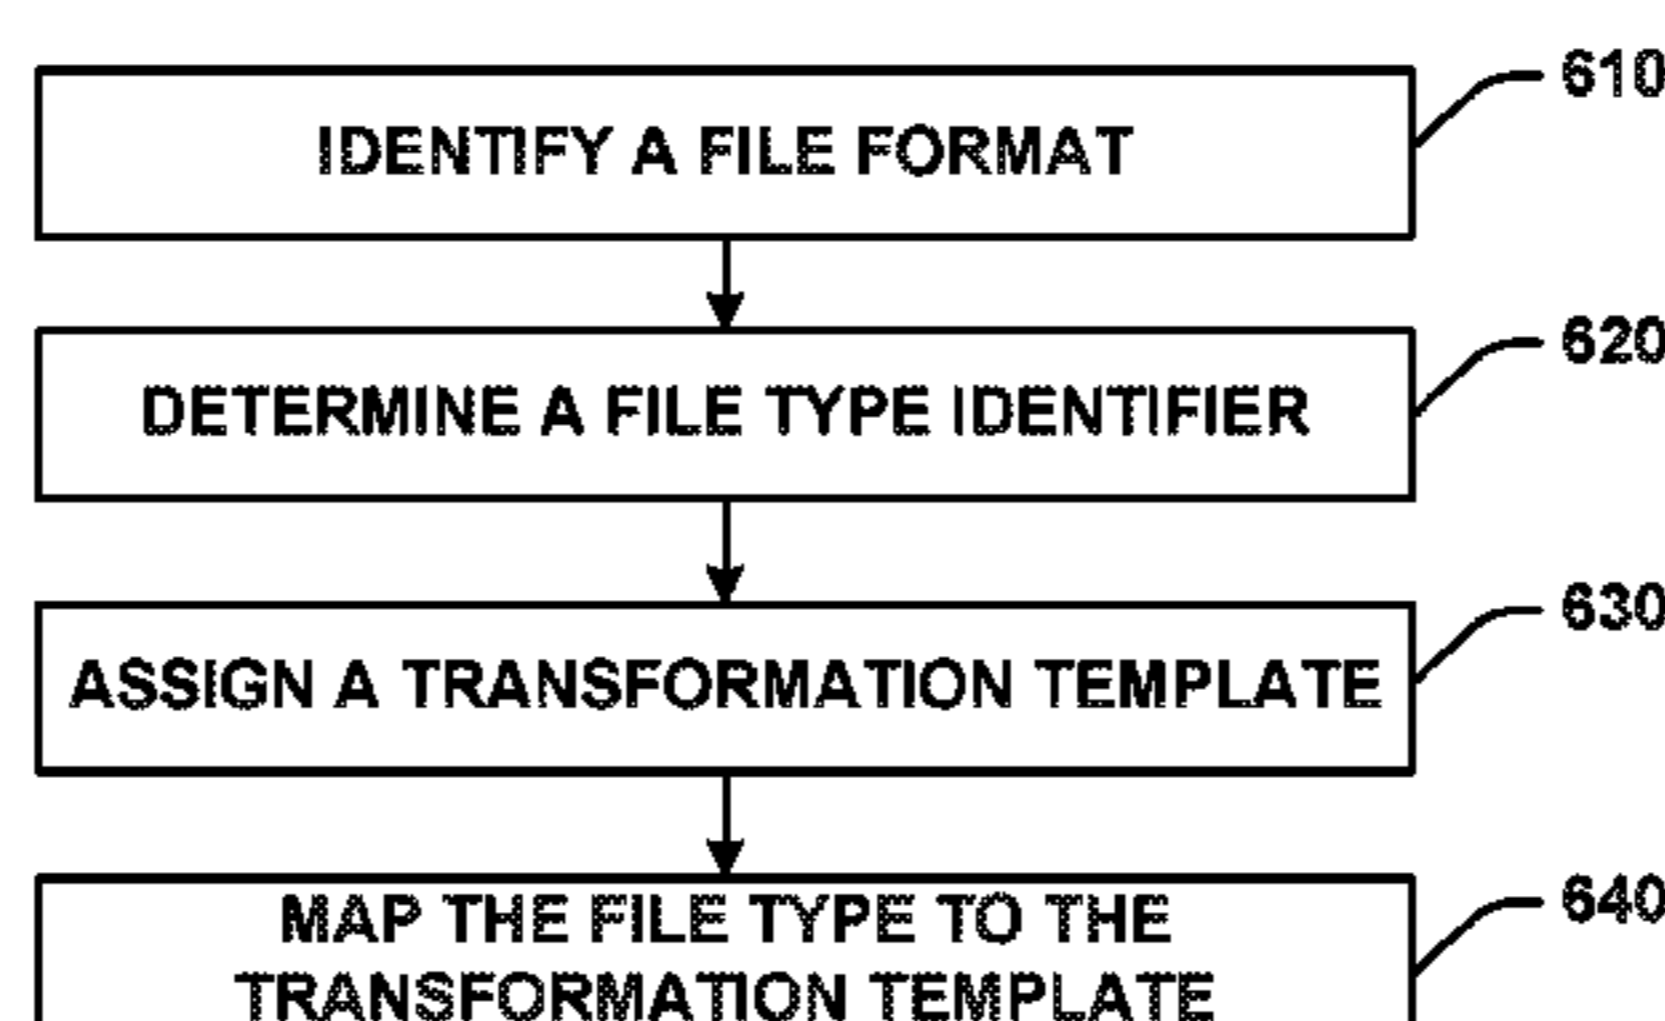 610
IDENTIFY A FILE FORMAT
620
DETERMINE A FILE TYPE IDENTIFIER
630
ASSIGN A TRANSFORMATION TEMPLATE
640
MAP THE FILE TYPE TO THE
TRANSFORMATION TEMPLATE